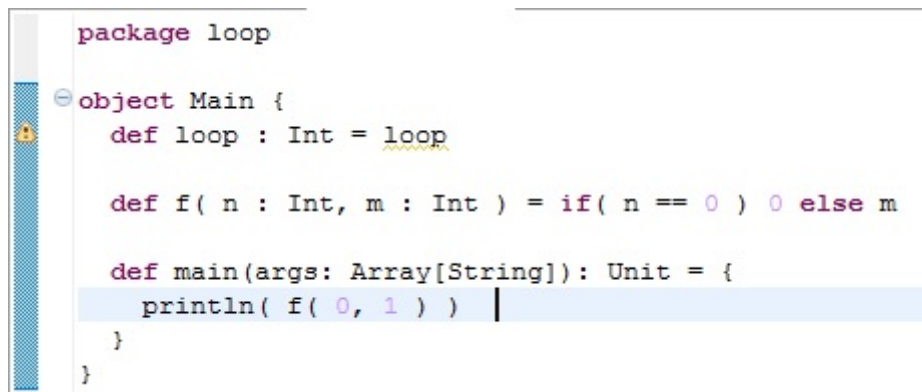 package loop
object Main {
def loop : Int = loop
def f( n : Int, m : Int ) = if( n == 0 ) 0 else m
def main(args: Array[String]): Unit = {
println( f( 0, 1 ) )
}
}